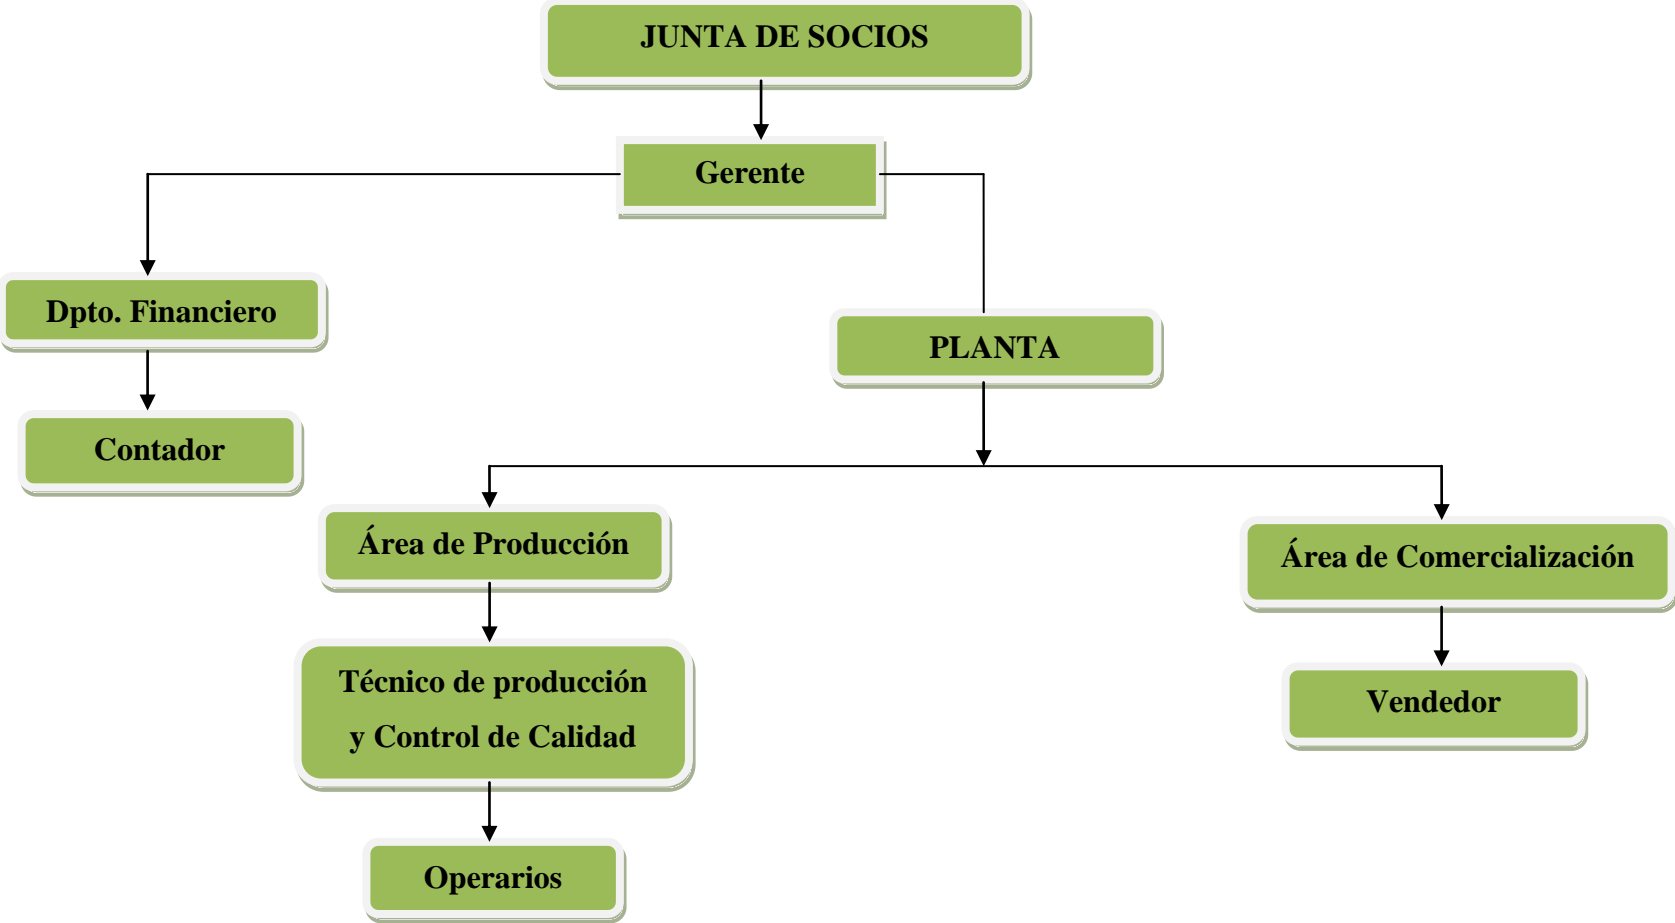 JUNTA DE SOCIOS
Gerente
Dpto. Financiero
PLANTA
Contador
Área de Producción
Área de Comercialización
Técnico de producción
y Control de Calidad
Vendedor
Operarios